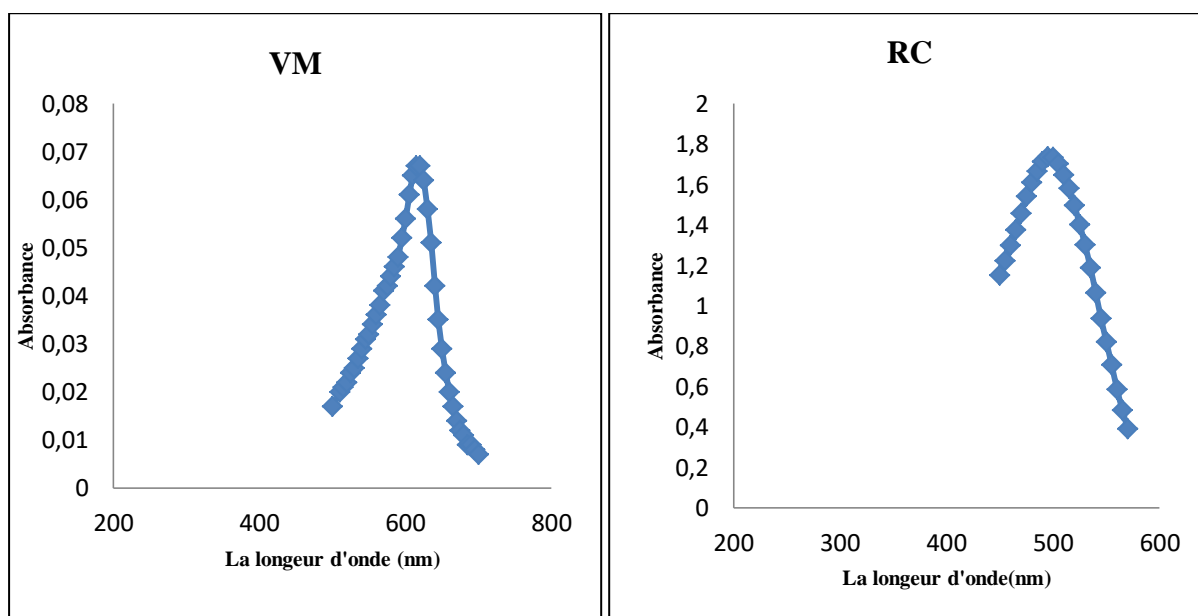 VM
0,08
0,07
0,06
0,05
0,04
0,03
0,02
0,01
0
Absorbance
200 400 600 800
La longeur d'onde (nm)
RC
2
1,8
1,6
1,4
1,2
1
0,8
0,6
0,4
0,2
0
Absorbance
200 300 400 500 600
La longeur d'onde(nm)